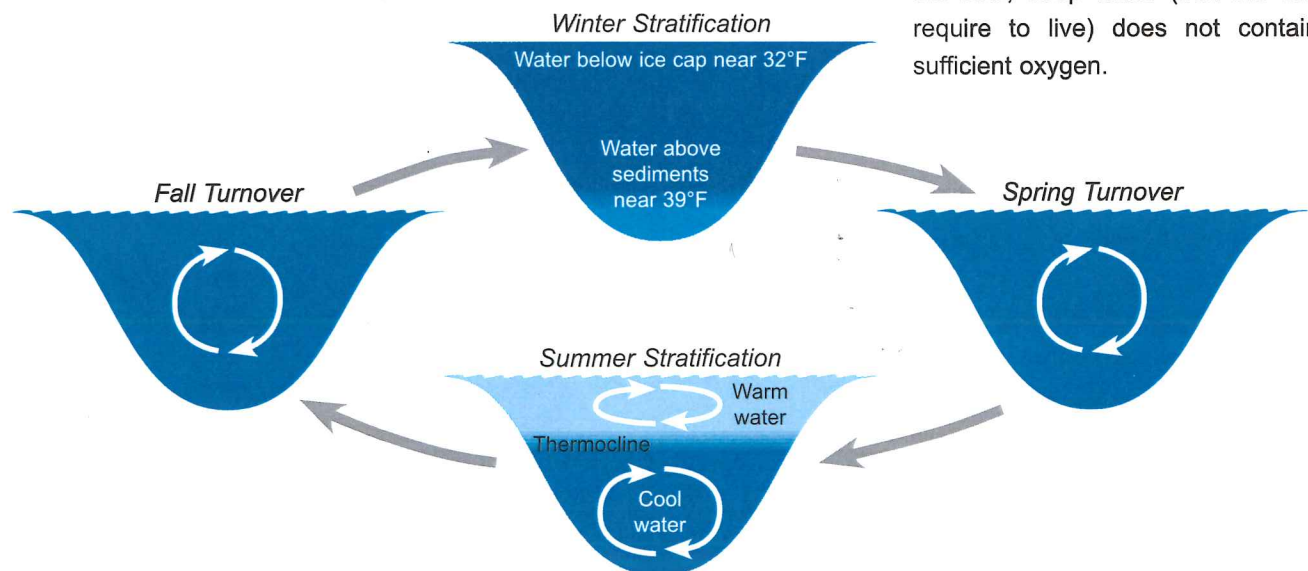 require to live) does not contain
sufficient oxygen.
Winter Stratification
Water below ice cap near 32°F
Water above
sediments
near 39°F
Fall Turnover
Spring Turnover
Summer Stratification
Warm
water
Thermocline
Cool
water